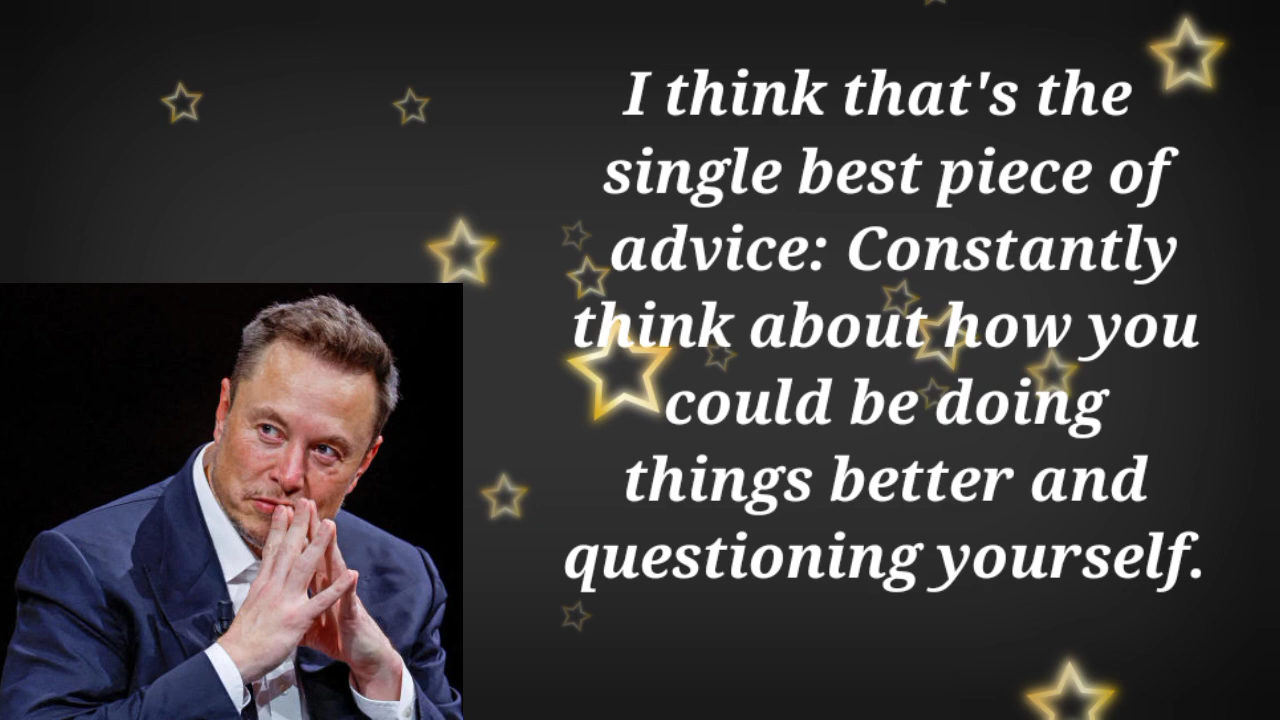 I think that's the
single best piece of
advice: Constantly
think about how you
could be doing
things better and
questioning yourself.